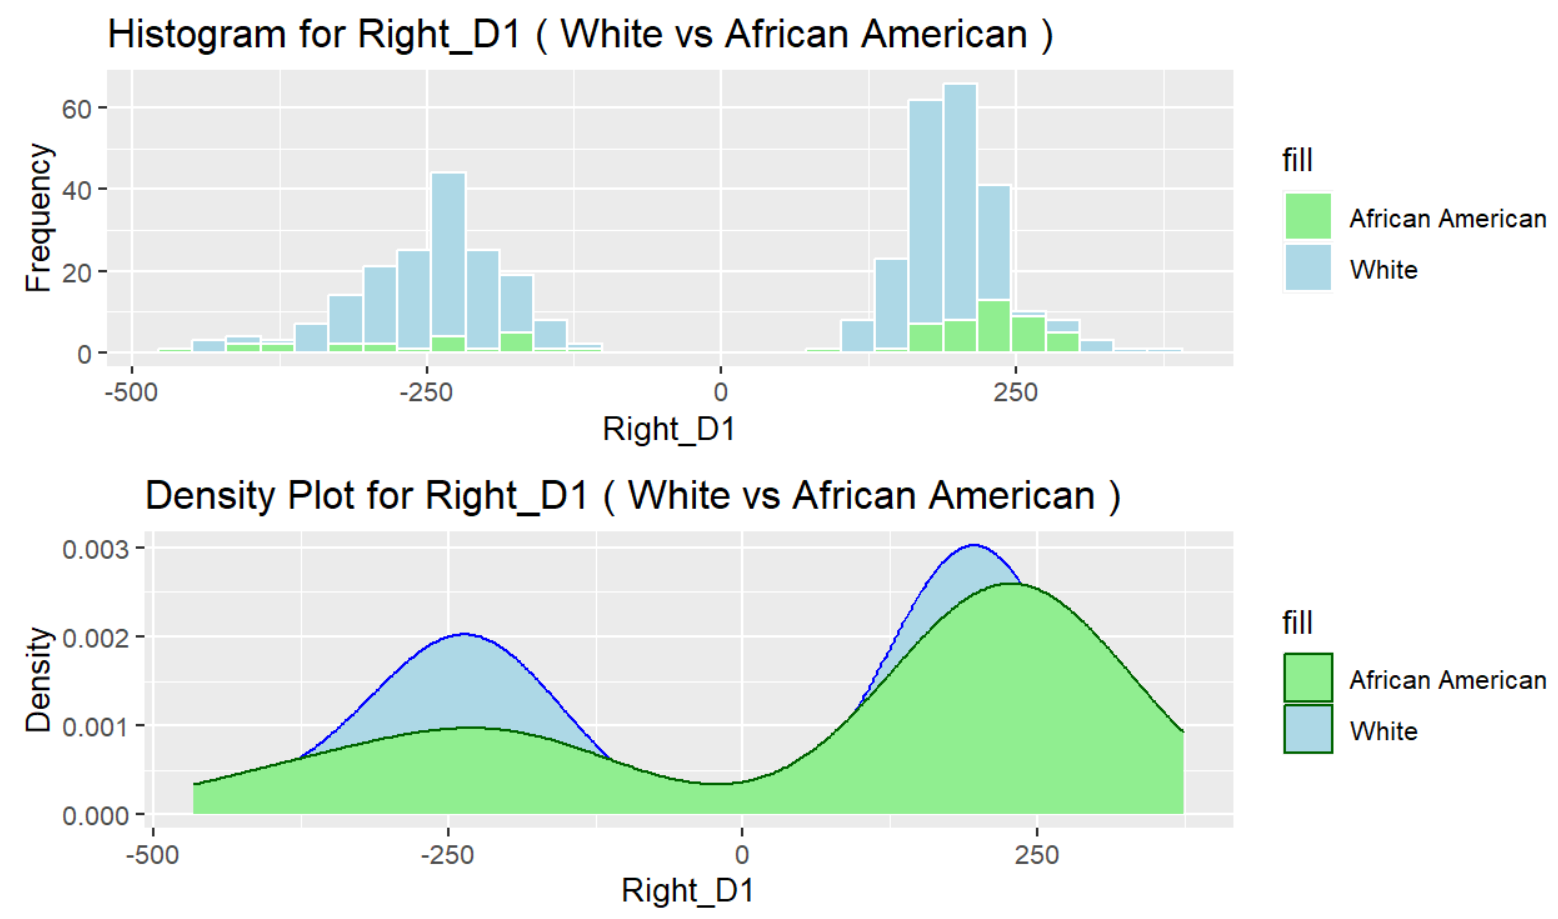 Histogram for Right_D1 ( White vs African American )
Frequency
60
40
20
0
-500
-250
0
250
Right_D1
fill
African American
White
Density Plot for Right_D1 ( White vs African American )
Density
0.003
0.002
0.001
0.000
-500
-250
0
250
Right_D1
fill
African American
White